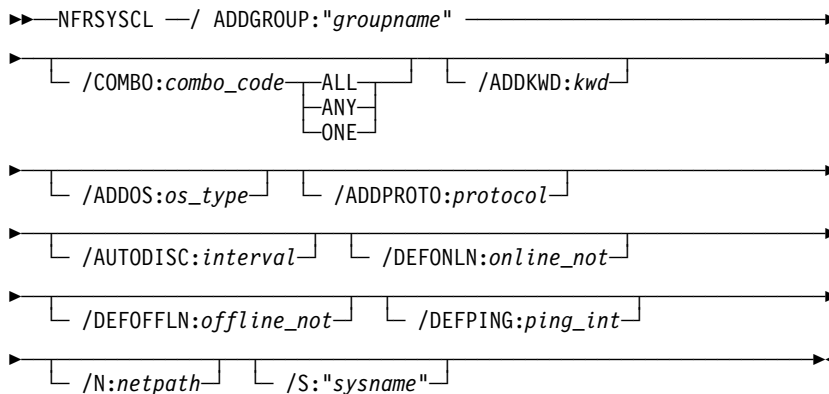 NFRSYSCL / ADDGROUP:"groupname"
/COMBO:combo_code ALL /ADDKWD:kwd
ANY
ONE
/ADDOS:os_type /ADDPROTO:protocol
/AUTODISC:interval /DEFONLN:online_not
/DEFOFFLN:offline_not /DEFPING:ping_int
/N:netpath /S:"sysname"